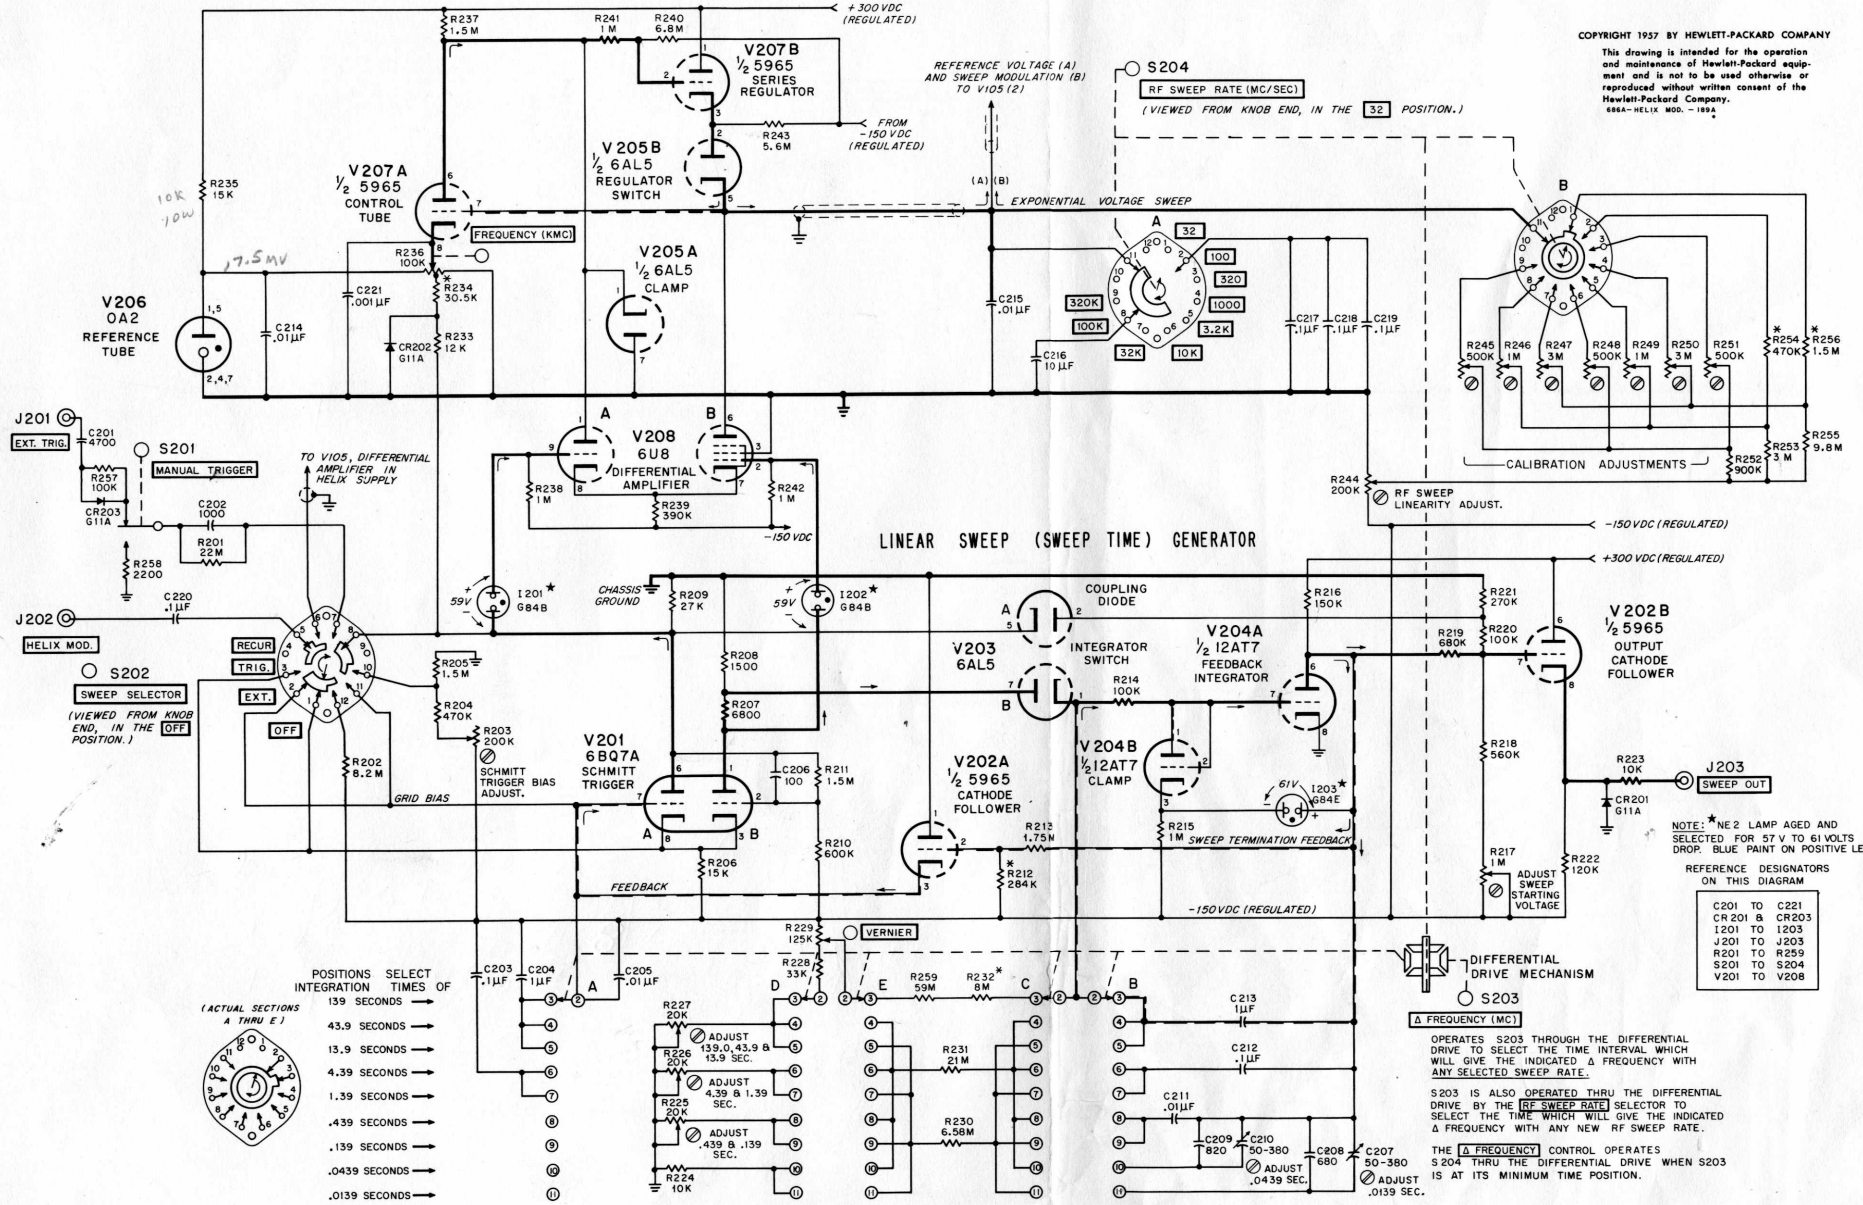 COPYRIGHT 1957 BY HEWLETT-PACKARD COMPANY
This drawing is intended for the operation
and maintenance of Hewlett-Packard equip-
ment and is not to be used otherwise or
reproduced without written consent of the
Hewlett-Packard Company.
686A-HELIX MOD. - 189A
+300 VDC
(REGULATED)
R237
1.5M
R241
1M
R240
6.8M
V207B
1/2 5965
SERIES
REGULATOR
R243
5.6M
FROM
-150 VDC
(REGULATED)
REFERENCE VOLTAGE (A)
AND SWEEP MODULATION (B)
TO V105 (2)
(A) (B)
S204
RF SWEEP RATE (MC/SEC)
(VIEWED FROM KNOB END, IN THE 32 POSITION.)
EXPONENTIAL VOLTAGE SWEEP
V205B
1/2 6AL5
REGULATOR
SWITCH
V207A
1/2 5965
CONTROL
TUBE
FREQUENCY (KMC)
R235
15K
10K
10W
17.5MV
R236
100K
*
R234
30.5K
R233
12K
C221
.001μF
CR202
G11A
C214
.01μF
V206
OA2
REFERENCE
TUBE
1,5
2,4,7
V205A
1/2 6AL5
CLAMP
C215
.01μF
C216
10μF
A
32
100
320
1000
3.2K
10K
32K
100K
320K
C217
.1μF
C218
.1μF
C219
.1μF
B
R245
500K
R246
1M
R247
3M
R248
500K
R249
1M
R250
3M
R251
500K
*
R254
470K
*
R256
1.5M
R255
9.8M
R253
3M
R252
900K
CALIBRATION ADJUSTMENTS
R244
200K
RF SWEEP
LINEARITY ADJUST.
-150 VDC (REGULATED)
+300 VDC (REGULATED)
J201
EXT. TRIG.
C201
4700
R257
100K
CR203
G11A
S201
MANUAL TRIGGER
C202
1000
R201
22M
R258
2200
C220
.1μF
J202
HELIX MOD.
TO V105, DIFFERENTIAL
AMPLIFIER IN
HELIX SUPPLY
A
B
V208
6U8
DIFFERENTIAL
AMPLIFIER
R238
1M
R239
390K
R242
1M
-150 VDC
LINEAR SWEEP (SWEEP TIME) GENERATOR
S202
SWEEP SELECTOR
(VIEWED FROM KNOB
END, IN THE OFF
POSITION.)
RECUR
TRIG.
EXT.
OFF
I201★
G84B
59V
CHASSIS
GROUND
R209
27K
I202★
G84B
59V
R208
1500
R207
6800
R205
1.5M
R204
470K
R203
200K
SCHMITT
TRIGGER BIAS
ADJUST.
R202
8.2M
GRID BIAS
V201
6BQ7A
SCHMITT
TRIGGER
A
B
C206
100
R211
1.5M
R210
600K
R206
15K
FEEDBACK
COUPLING
DIODE
A
V203
6AL5
INTEGRATOR
SWITCH
B
R214
100K
V204A
1/2 12AT7
FEEDBACK
INTEGRATOR
V204B
1/2 12AT7
CLAMP
R216
150K
R221
270K
R220
100K
R219
680K
V202B
1/2 5965
OUTPUT
CATHODE
FOLLOWER
R218
560K
R217
1M
ADJUST
SWEEP
STARTING
VOLTAGE
R222
120K
R223
10K
CR201
G11A
J203
SWEEP OUT
V202A
1/2 5965
CATHODE
FOLLOWER
R213
1.75M
*
R212
284K
R215
1M
61V
I203★
G84E
SWEEP TERMINATION FEEDBACK
-150 VDC (REGULATED)
NOTE: ★NE2 LAMP AGED AND
SELECTED FOR 57 V TO 61 VOLTS
DROP. BLUE PAINT ON POSITIVE LE
REFERENCE DESIGNATORS
ON THIS DIAGRAM
C201 TO C221
CR201 & CR203
I201 TO I203
J201 TO J203
R201 TO R259
S201 TO S204
V201 TO V208
R229
125K
VERNIER
R228
33K
C203
.1μF
C204
1μF
C205
.01μF
A
D
E
C
B
POSITIONS SELECT
INTEGRATION TIMES OF
139 SECONDS
43.9 SECONDS
13.9 SECONDS
4.39 SECONDS
1.39 SECONDS
.439 SECONDS
.139 SECONDS
.0439 SECONDS
.0139 SECONDS
(ACTUAL SECTIONS
A THRU E)
R227
20K
ADJUST
139.0, 43.9 &
13.9 SEC.
R226
20K
ADJUST
4.39 & 1.39
SEC.
R225
20K
ADJUST
.439 & .139
SEC.
R224
10K
R259
59M
R232*
8M
R231
21M
R230
6.58M
C213
1μF
C212
.1μF
C211
.01μF
C209
820
C210
50-380
ADJUST
.0439 SEC.
C208
680
C207
50-380
ADJUST
.0139 SEC.
DIFFERENTIAL
DRIVE MECHANISM
S203
Δ FREQUENCY (MC)
OPERATES S203 THROUGH THE DIFFERENTIAL
DRIVE TO SELECT THE TIME INTERVAL WHICH
WILL GIVE THE INDICATED Δ FREQUENCY WITH
ANY SELECTED SWEEP RATE.
S203 IS ALSO OPERATED THRU THE DIFFERENTIAL
DRIVE BY THE RF SWEEP RATE SELECTOR TO
SELECT THE TIME WHICH WILL GIVE THE INDICATED
Δ FREQUENCY WITH ANY NEW RF SWEEP RATE.
THE Δ FREQUENCY CONTROL OPERATES
S204 THRU THE DIFFERENTIAL DRIVE WHEN S203
IS AT ITS MINIMUM TIME POSITION.